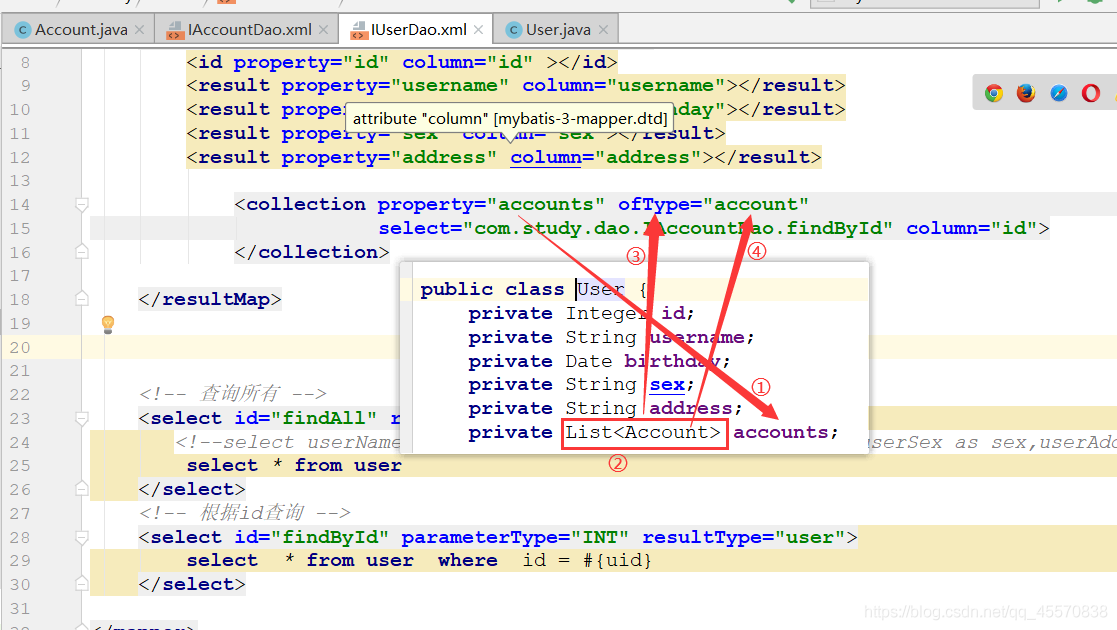 Account.java
IAccountDao.xml
IUserDao.xml
User.java
8 <id property="id" column="id" ></id>
9 <result property="username" column="username"></result>
10 <result prope nday"></result>
attribute "column" [mybatis-3-mapper.dtd]
11 <result property="sex" column="sex"></result>
12 <result property="address" column="address"></result>
13
14 <collection property="accounts" ofType="account"
15 select="com.study.dao.IAccountDao.findById" column="id">
16 </collection>
③
④
17
18 </resultMap>
19
20
21
22 <!-- 查询所有 -->
23 <select id="findAll" r
24 <!--select userName userSex as sex,userAdd
25 select * from user
26 </select>
27 <!-- 根据id查询 -->
28 <select id="findById" parameterType="INT" resultType="user">
29 select * from user where id = #{uid}
30 </select>
31
public class User {
private Integer id;
private String username;
private Date birthday;
private String sex;
①
private String address;
private List<Account> accounts;
②
https://blog.csdn.net/qq_45570838